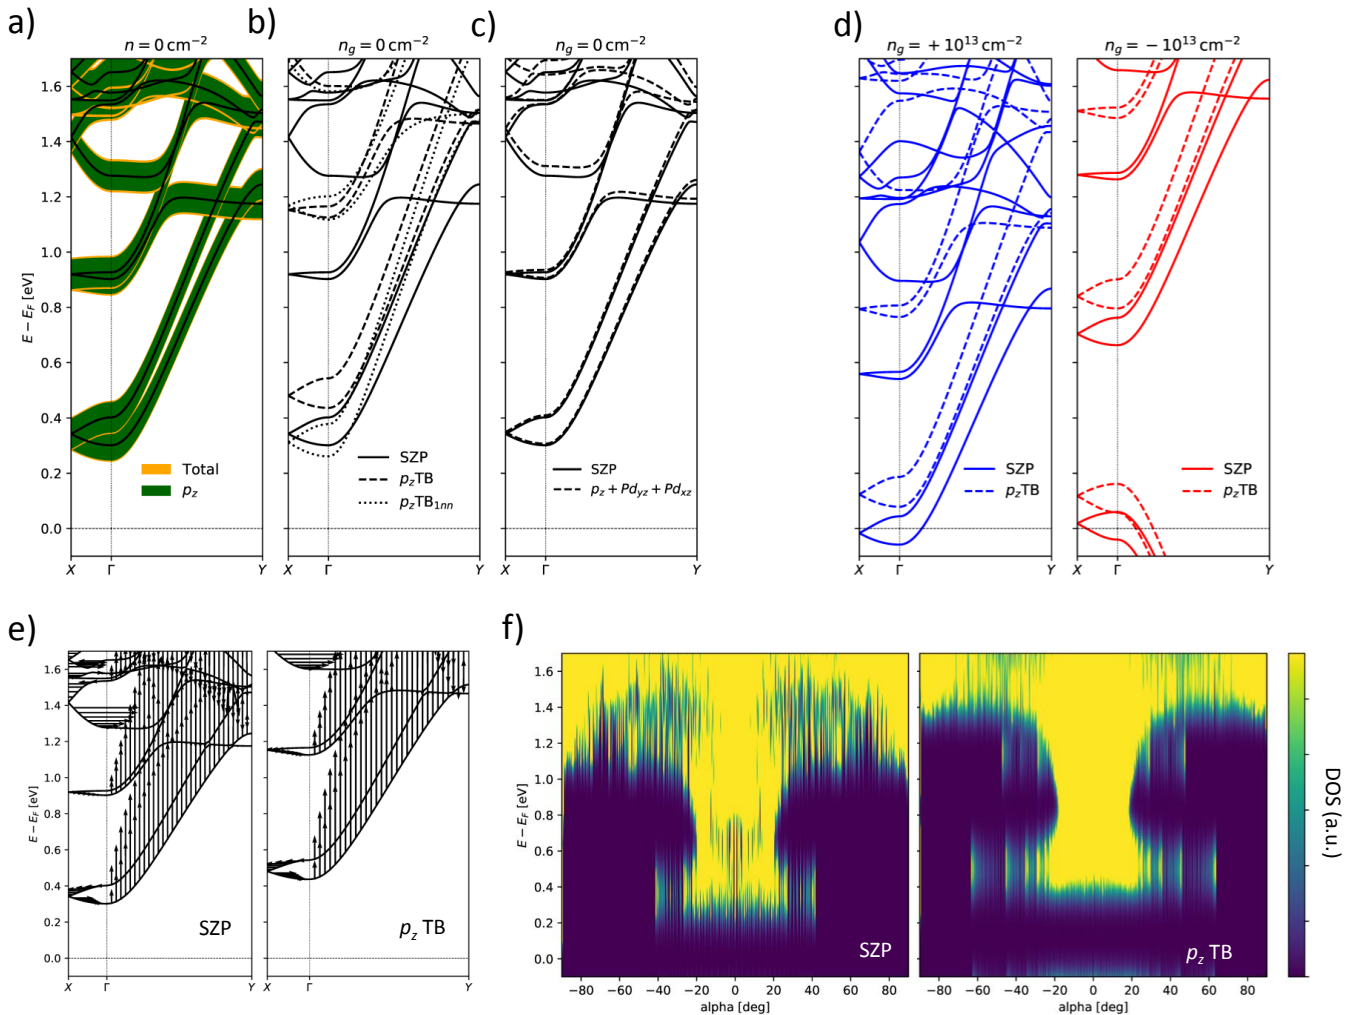 a)
b)
c)
d)
n = 0 cm⁻²
n_g = 0 cm⁻²
n_g = 0 cm⁻²
n_g = +10¹³ cm⁻²
n_g = −10¹³ cm⁻²
E − E_F [eV]
1.6
1.4
1.2
1.0
0.8
0.6
0.4
0.2
0.0
Total
p_z
SZP
p_zTB
p_zTB_1nn
SZP
p_z + Pd_yz + Pd_xz
SZP
p_zTB
SZP
p_zTB
X Γ Y
X Γ Y
X Γ Y
X Γ Y
X Γ Y
e)
f)
E − E_F [eV]
1.6
1.4
1.2
1.0
0.8
0.6
0.4
0.2
0.0
SZP
p_z TB
X Γ Y
X Γ Y
E − E_F [eV]
1.6
1.4
1.2
1.0
0.8
0.6
0.4
0.2
0.0
SZP
p_z TB
−80 −60 −40 −20 0 20 40 60 80
−80 −60 −40 −20 0 20 40 60 80
alpha [deg]
alpha [deg]
DOS (a.u.)